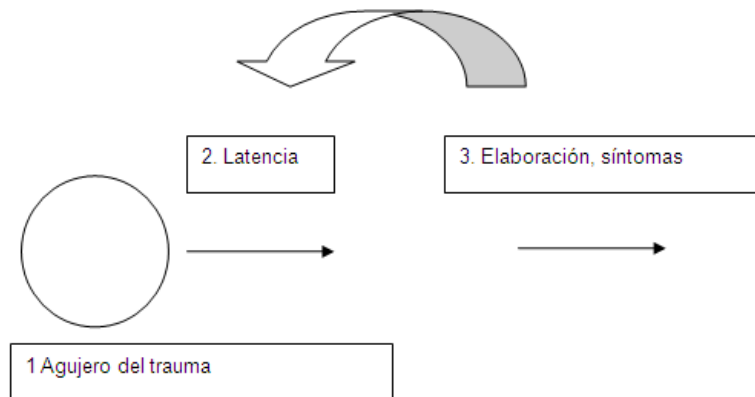 2. Latencia
3. Elaboración, síntomas
1 Agujero del trauma